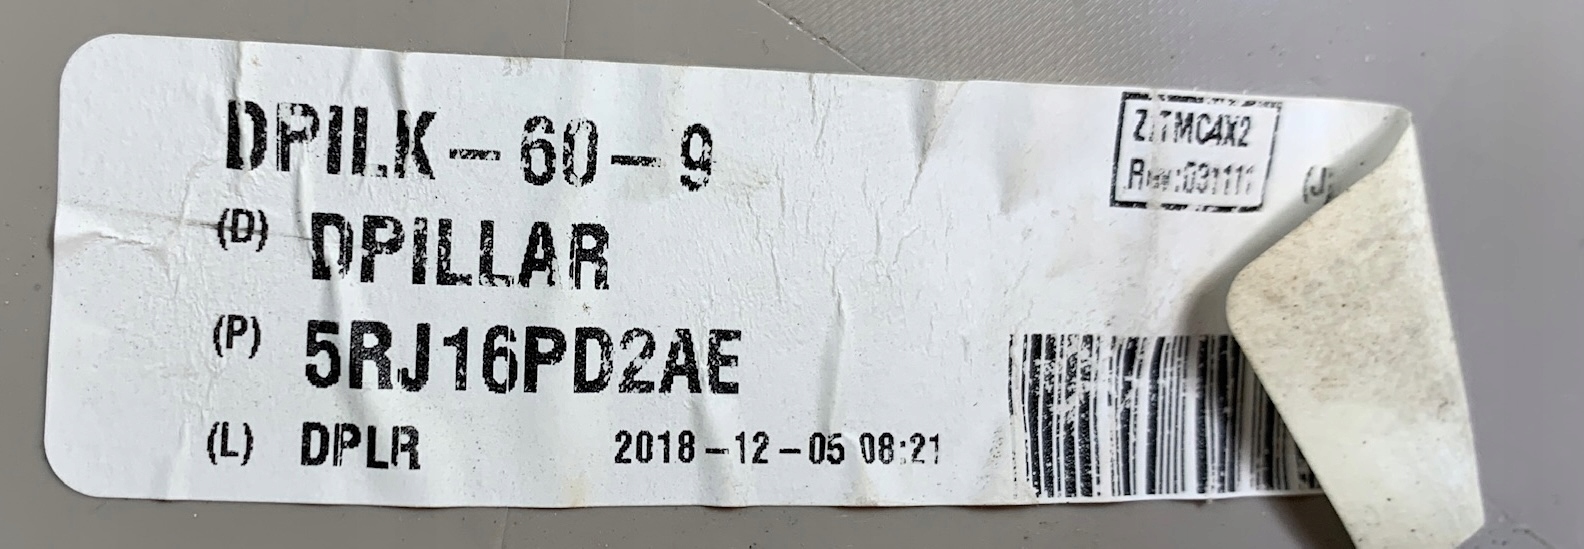 DPILK-60-9
(D) DPILLAR
(P) 5RJ16PD2AE
(L) DPLR 2018-12-05 08:21